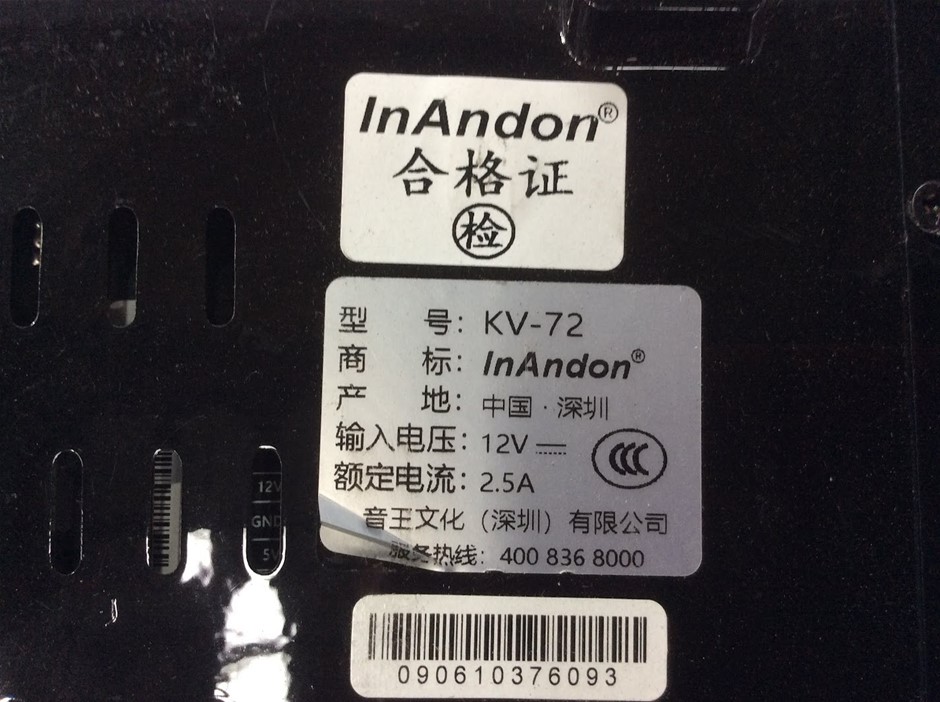 InAndon®
合格证
检
型 号：KV-72
商 标：InAndon®
产 地：中国·深圳
输入电压：12V
额定电流：2.5A
CCC
音王文化（深圳）有限公司
服务热线：400 836 8000
12V
GND
5V
090610376093